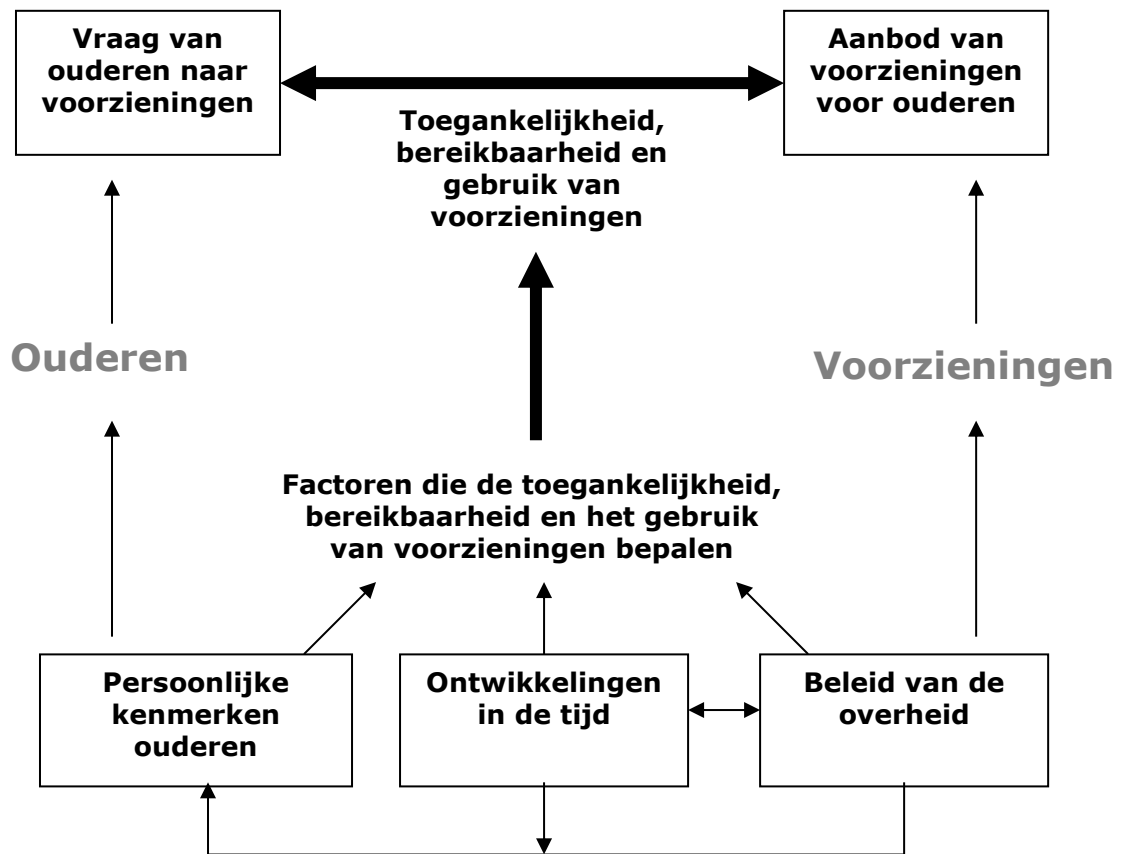 Vraag van
ouderen naar
voorzieningen
Aanbod van
voorzieningen
voor ouderen
Toegankelijkheid,
bereikbaarheid en
gebruik van
voorzieningen
Ouderen
Voorzieningen
Factoren die de toegankelijkheid,
bereikbaarheid en het gebruik
van voorzieningen bepalen
Persoonlijke
kenmerken
ouderen
Ontwikkelingen
in de tijd
Beleid van de
overheid